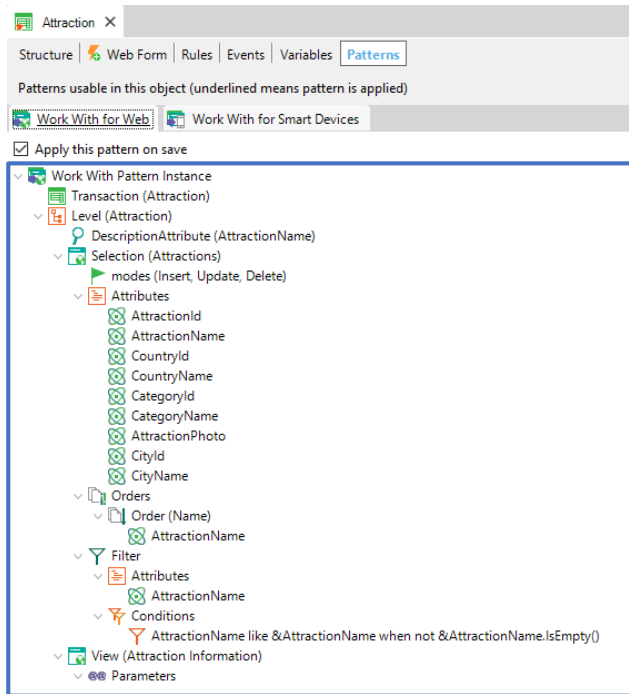 Attraction
Structure Web Form Rules Events Variables Patterns
Patterns usable in this object (underlined means pattern is applied)
Work With for Web Work With for Smart Devices
Apply this pattern on save
Work With Pattern Instance
Transaction (Attraction)
Level (Attraction)
DescriptionAttribute (AttractionName)
Selection (Attractions)
modes (Insert, Update, Delete)
Attributes
AttractionId
AttractionName
CountryId
CountryName
CategoryId
CategoryName
AttractionPhoto
CityId
CityName
Orders
Order (Name)
AttractionName
Filter
Attributes
AttractionName
Conditions
AttractionName like &AttractionName when not &AttractionName.IsEmpty()
View (Attraction Information)
Parameters